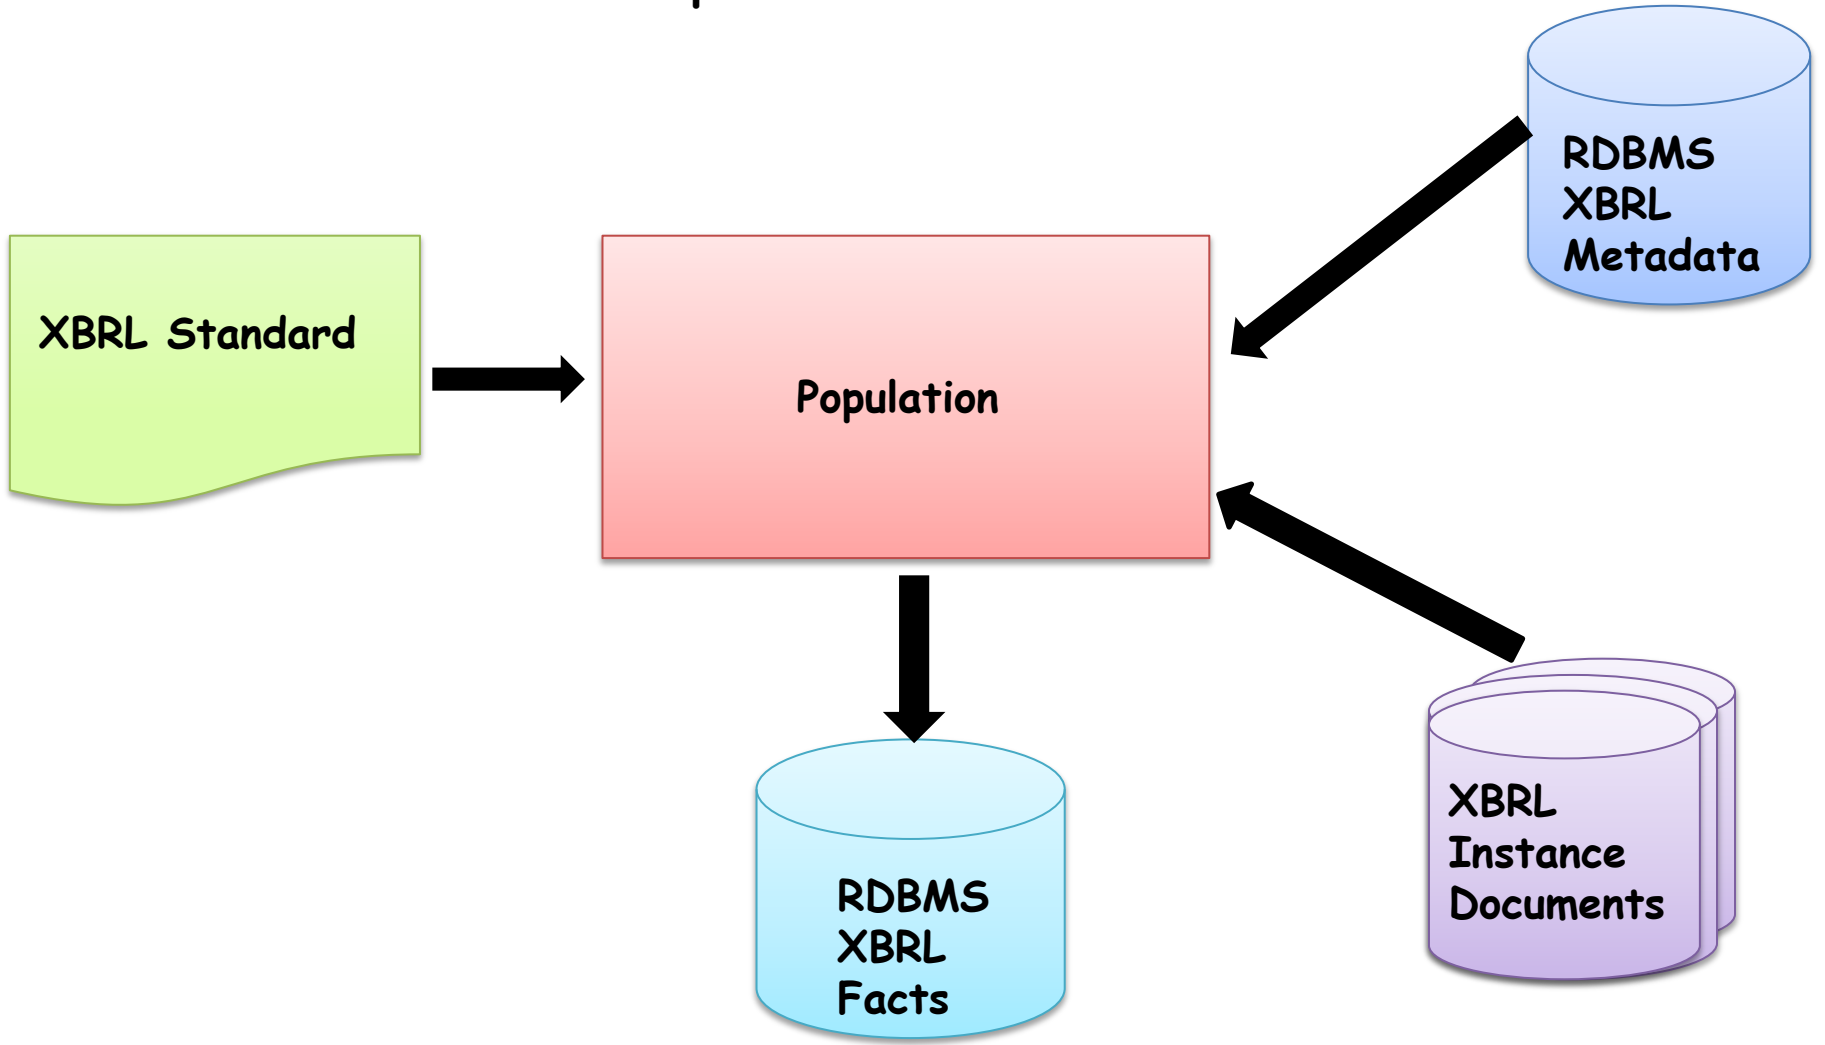 RDBMS
XBRL
Metadata
XBRL Standard
Population
XBRL
Instance
Documents
RDBMS
XBRL
Facts